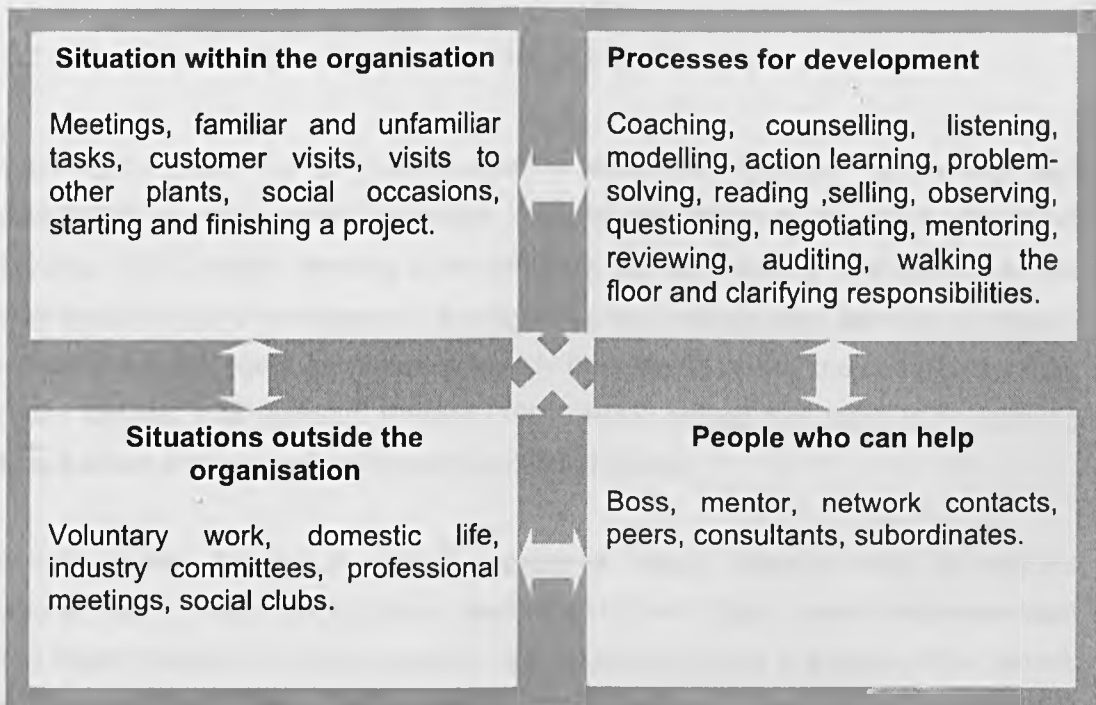 Situation within the organisation
Meetings, familiar and unfamiliar
tasks, customer visits, visits to
other plants, social occasions,
starting and finishing a project.
Processes for development
Coaching, counselling, listening,
modelling, action learning, problem-
solving, reading ,selling, observing,
questioning, negotiating, mentoring,
reviewing, auditing, walking the
floor and clarifying responsibilities.
Situations outside the
organisation
Voluntary work, domestic life,
industry committees, professional
meetings, social clubs.
People who can help
Boss, mentor, network contacts,
peers, consultants, subordinates.